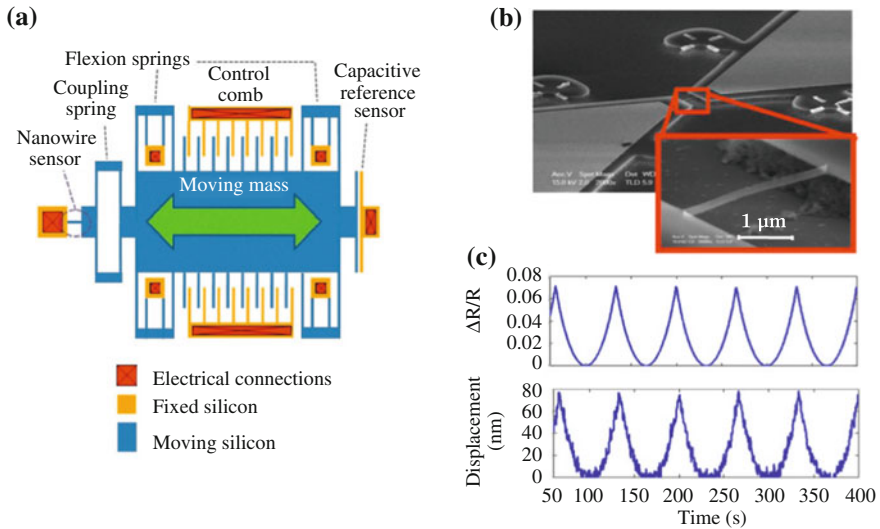 (a)
Flexion springs
Coupling
spring
Control
comb
Capacitive
reference
sensor
Nanowire
sensor
Moving mass
Electrical connections
Fixed silicon
Moving silicon
(b)
1 µm
(c)
ΔR/R
0.08
0.06
0.04
0.02
0
Displacement
(nm)
80
60
40
20
0
50 100 150 200 250 300 350 400
Time (s)